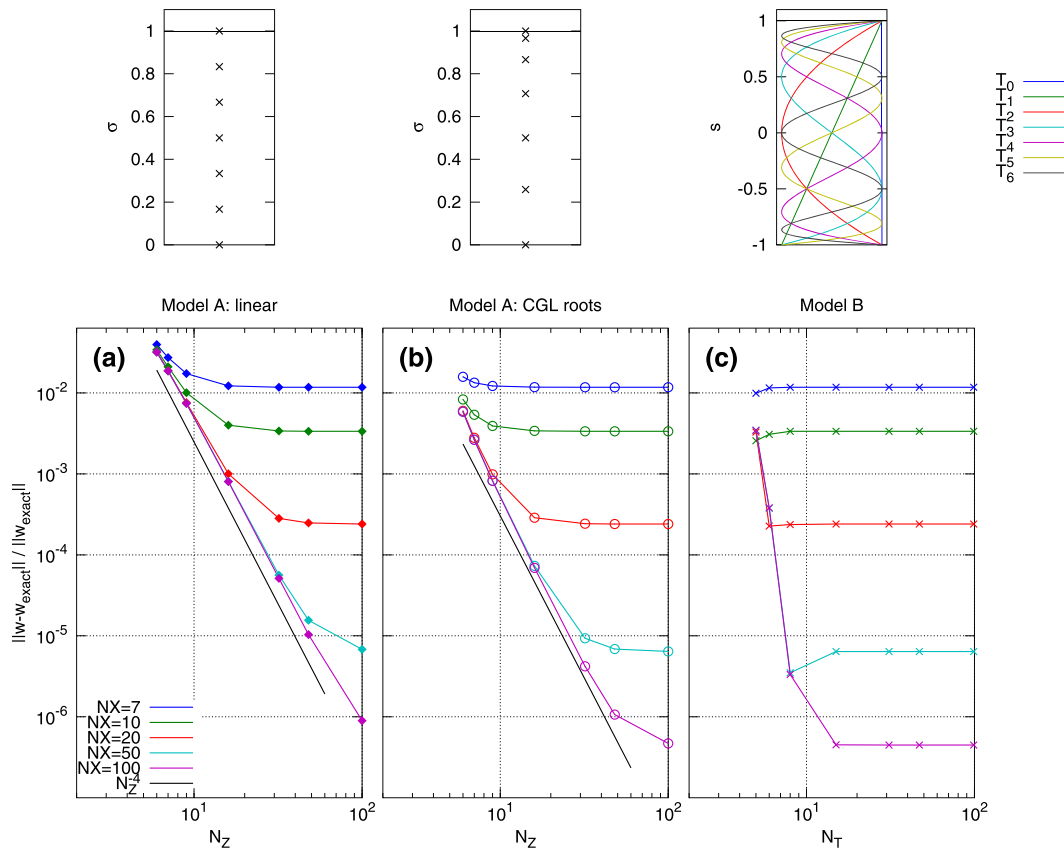 1
0.8
0.6
0.4
0.2
0
σ
1
0.8
0.6
0.4
0.2
0
σ
1
0.5
0
-0.5
-1
s
T0
T1
T2
T3
T4
T5
T6
Model A: linear
Model A: CGL roots
Model B
(a)
(b)
(c)
10^-2
10^-3
10^-4
10^-5
10^-6
||w-w_exact|| / ||w_exact||
NX=7
NX=10
NX=20
NX=50
NX=100
N_Z^-4
10^1
10^2
10^1
10^2
10^1
10^2
N_Z
N_Z
N_T